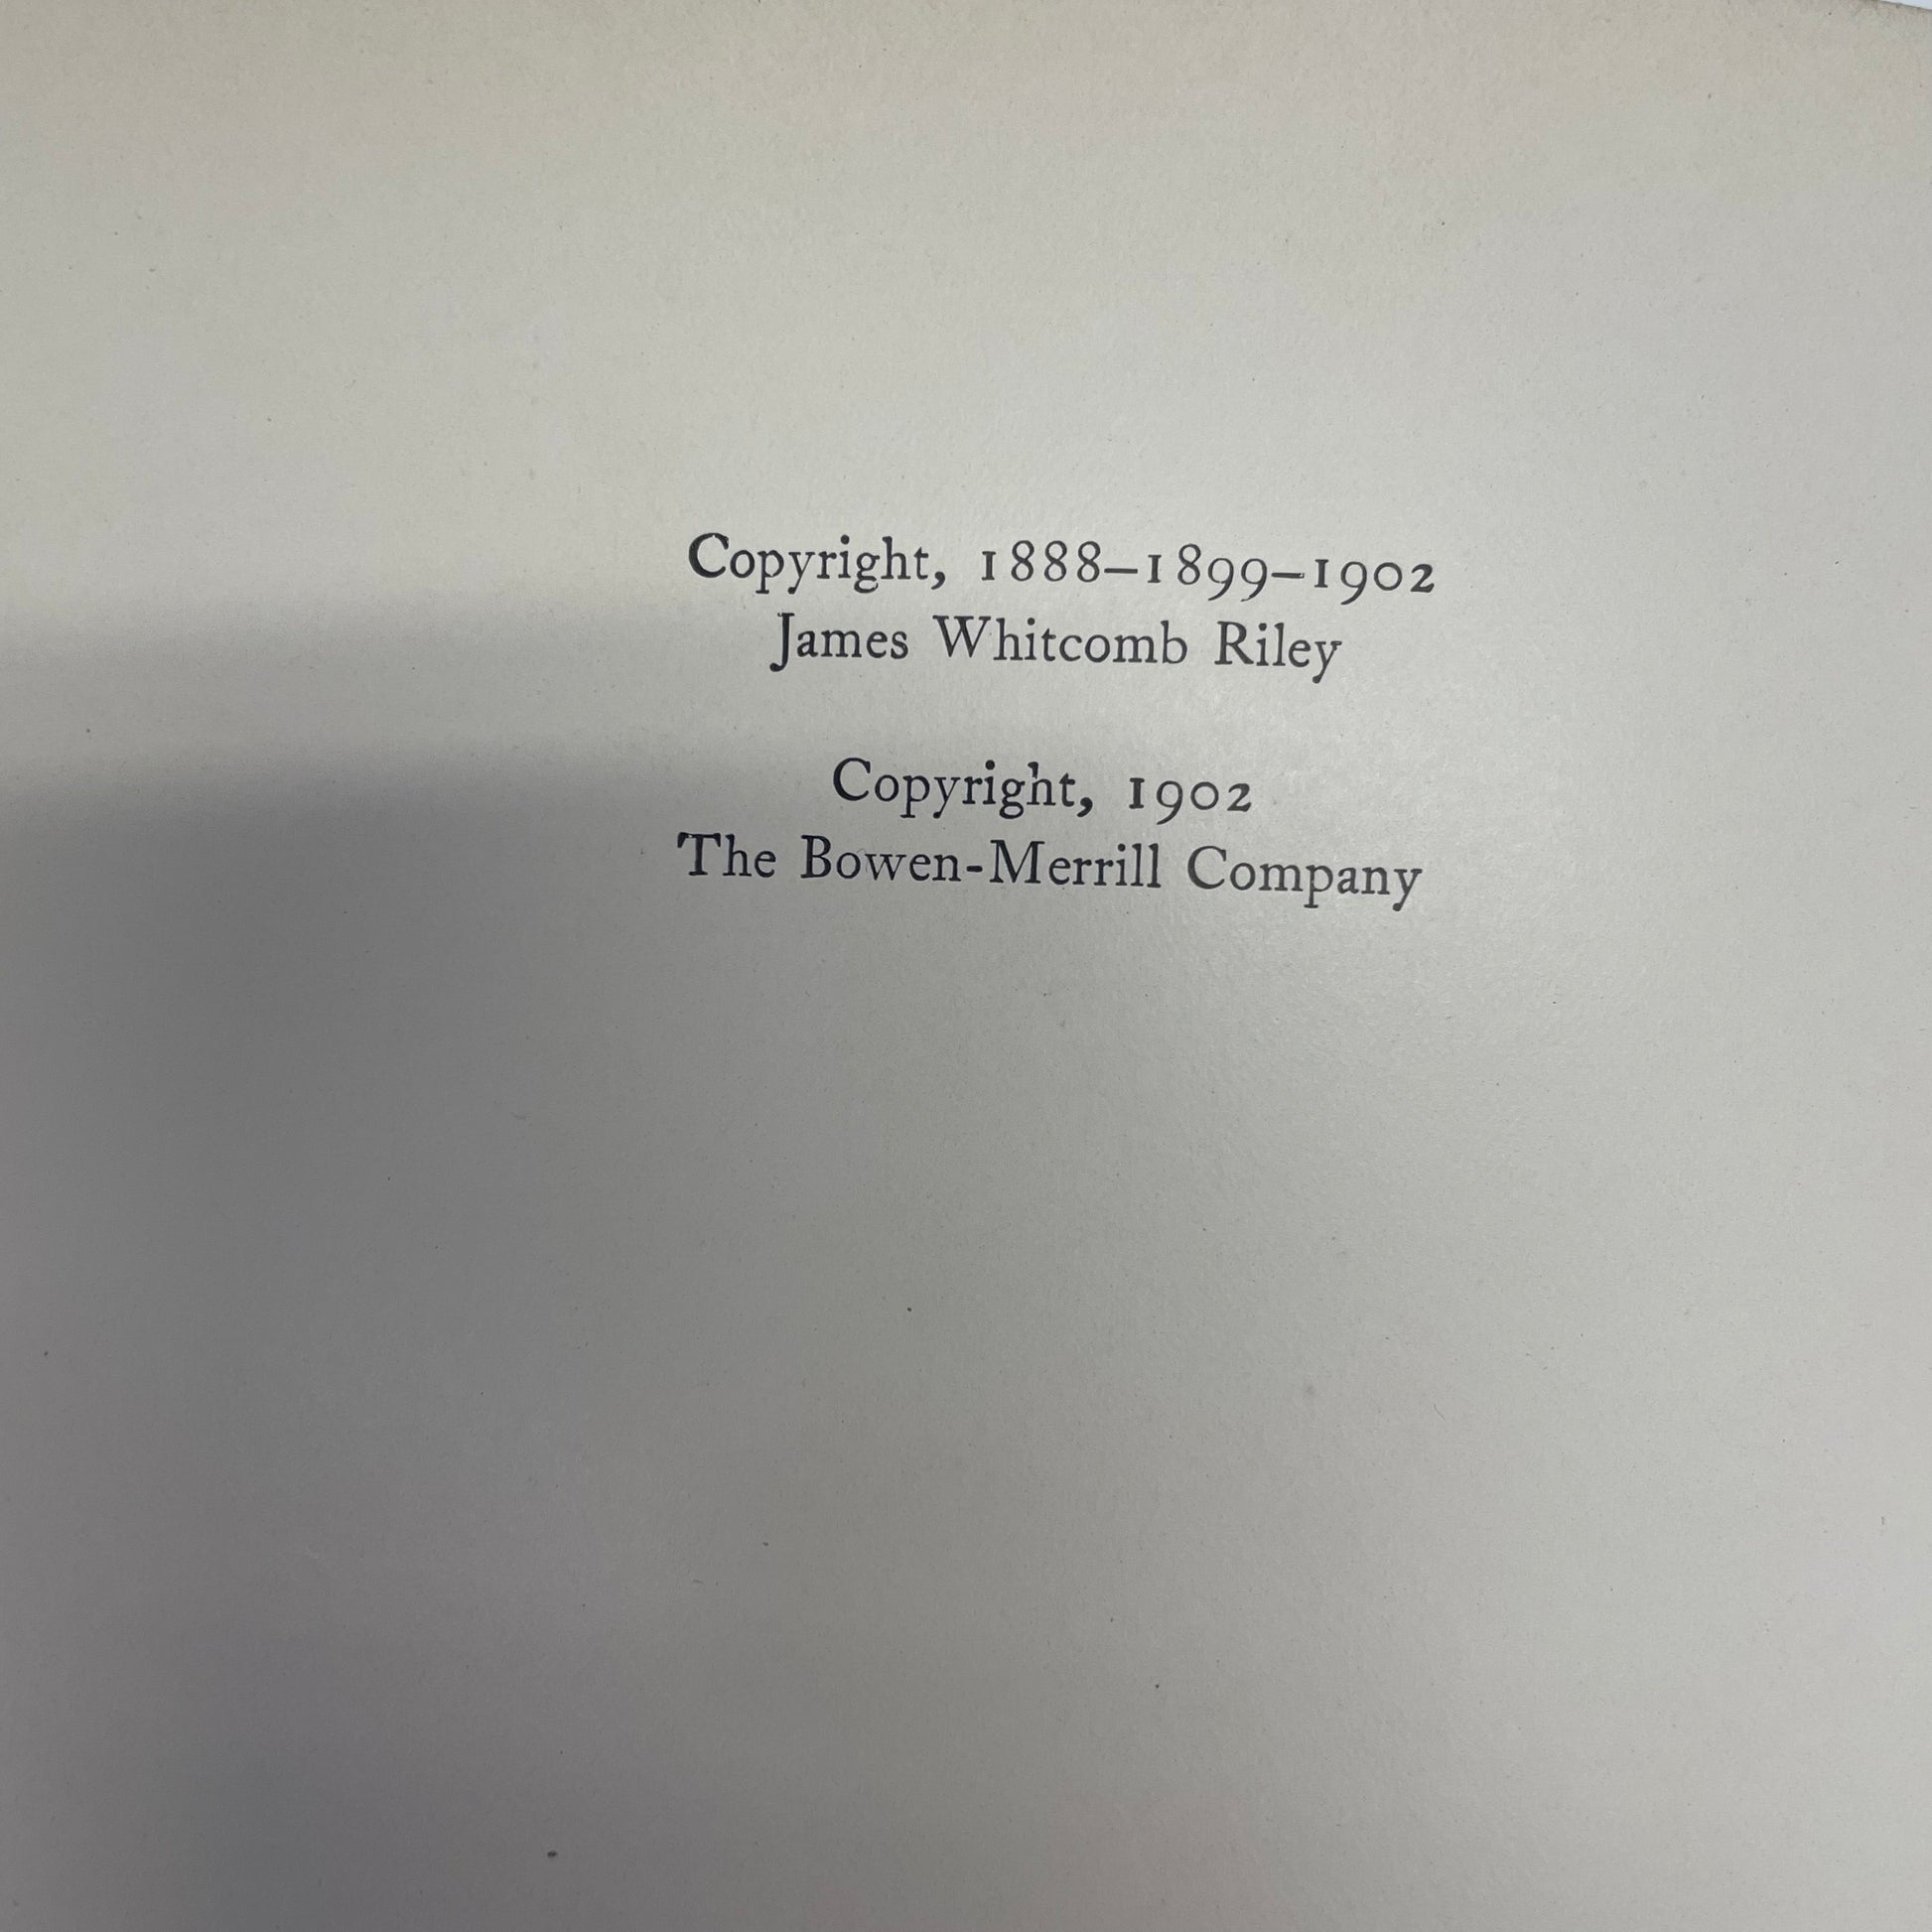 Copyright, 1888–1899–1902
James Whitcomb Riley
Copyright, 1902
The Bowen-Merrill Company